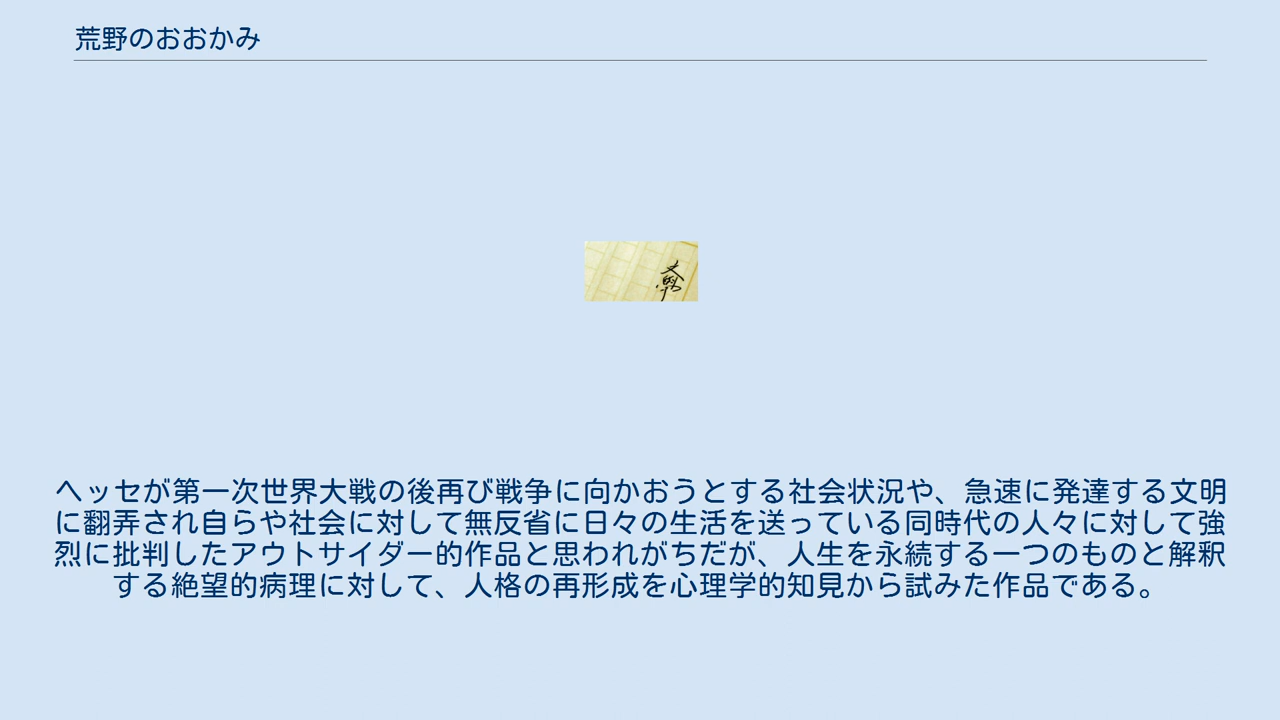 荒野のおおかみ
ヘッセが第一次世界大戦の後再び戦争に向かおうとする社会状況や、急速に発達する文明
に翻弄され自らや社会に対して無反省に日々の生活を送っている同時代の人々に対して強
烈に批判したアウトサイダー的作品と思われがちだが、人生を永続する一つのものと解釈
する絶望的病理に対して、人格の再形成を心理学的知見から試みた作品である。